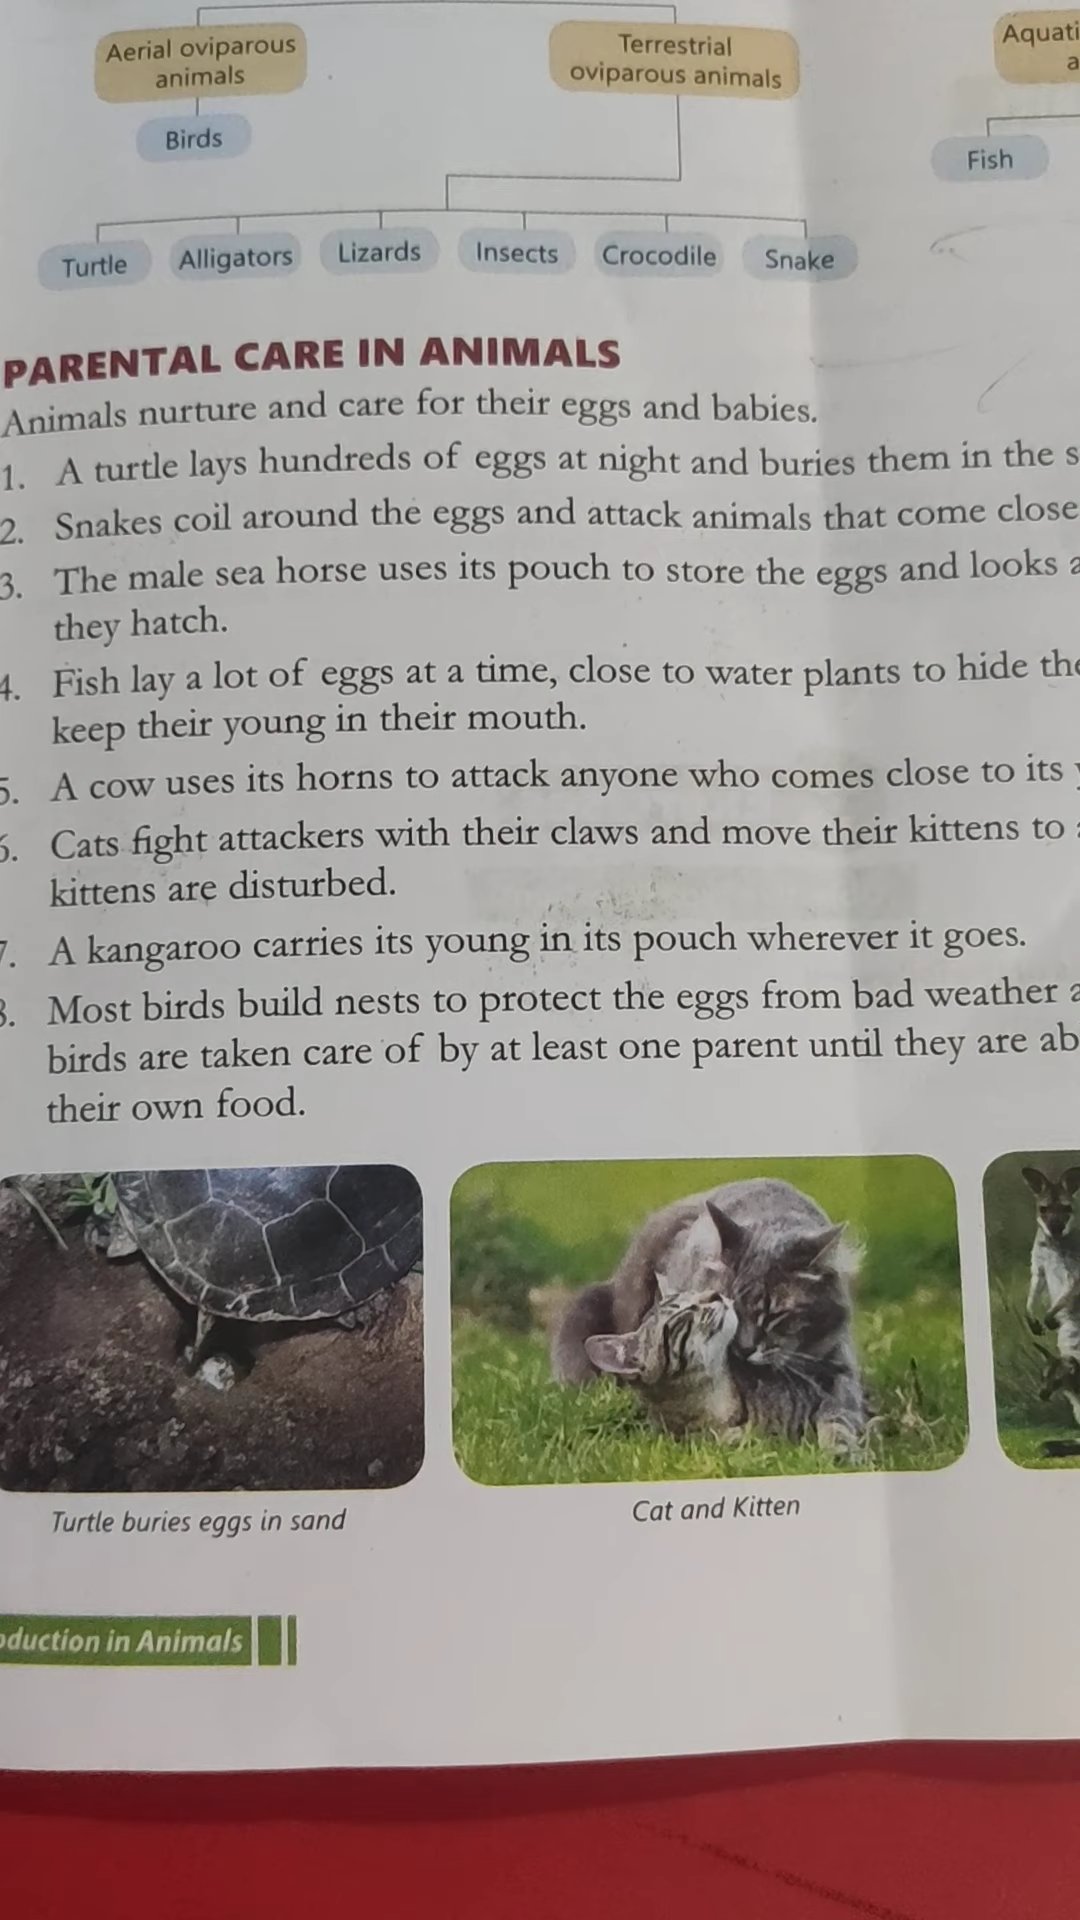 Aerial oviparous
animals
Terrestrial
oviparous animals
Birds
Fish
Turtle Alligators Lizards Insects Crocodile Snake
PARENTAL CARE IN ANIMALS
Animals nurture and care for their eggs and babies.
1. A turtle lays hundreds of eggs at night and buries them in the
2. Snakes coil around the eggs and attack animals that come close
3. The male sea horse uses its pouch to store the eggs and looks
they hatch.
4. Fish lay a lot of eggs at a time, close to water plants to hide
keep their young in their mouth.
5. A cow uses its horns to attack anyone who comes close to its
6. Cats fight attackers with their claws and move their kittens to
kittens are disturbed.
7. A kangaroo carries its young in its pouch wherever it goes.
8. Most birds build nests to protect the eggs from bad weather
birds are taken care of by at least one parent until they are
their own food.
Turtle buries eggs in sand
Cat and Kitten
in Animals